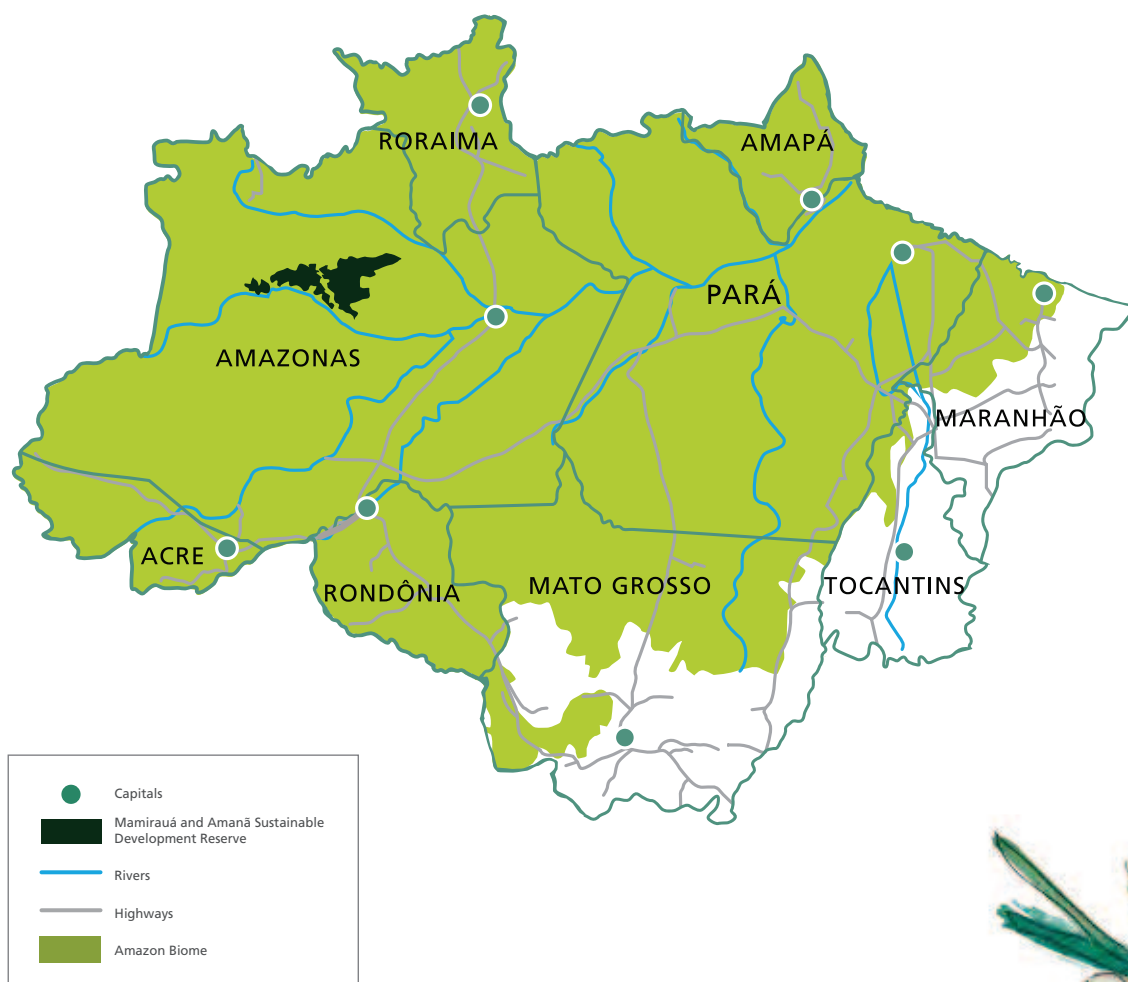 RORAIMA
AMAPÁ
PARÁ
AMAZONAS
MARANHÃO
ACRE
RONDÔNIA
MATO GROSSO
TOCANTINS
Capitals
Mamirauá and Amanã Sustainable
Development Reserve
Rivers
Highways
Amazon Biome